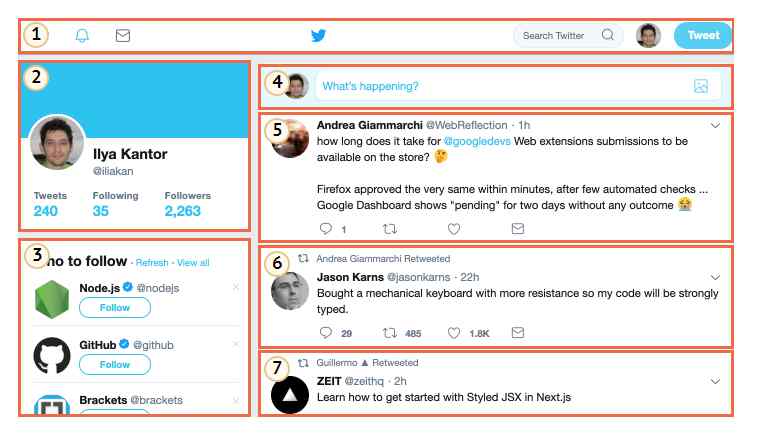 1
Search Twitter
Tweet
2
Ilya Kantor
@iliakan
Tweets Following Followers
240 35 2,263
3
to follow · Refresh · View all
Node.js @nodejs
Follow
GitHub @github
Follow
Brackets @brackets
4
What's happening?
5
Andrea Giammarchi @WebReflection · 1h
how long does it take for @googledevs Web extensions submissions to be
available on the store? 🤔
Firefox approved the very same within minutes, after few automated checks ...
Google Dashboard shows "pending" for two days without any outcome 😭
1
6
Andrea Giammarchi Retweeted
Jason Karns @jasonkarns · 22h
Bought a mechanical keyboard with more resistance so my code will be strongly
typed.
29 485 1.8K
7
Guillermo ▲ Retweeted
ZEIT @zeithq · 2h
Learn how to get started with Styled JSX in Next.js